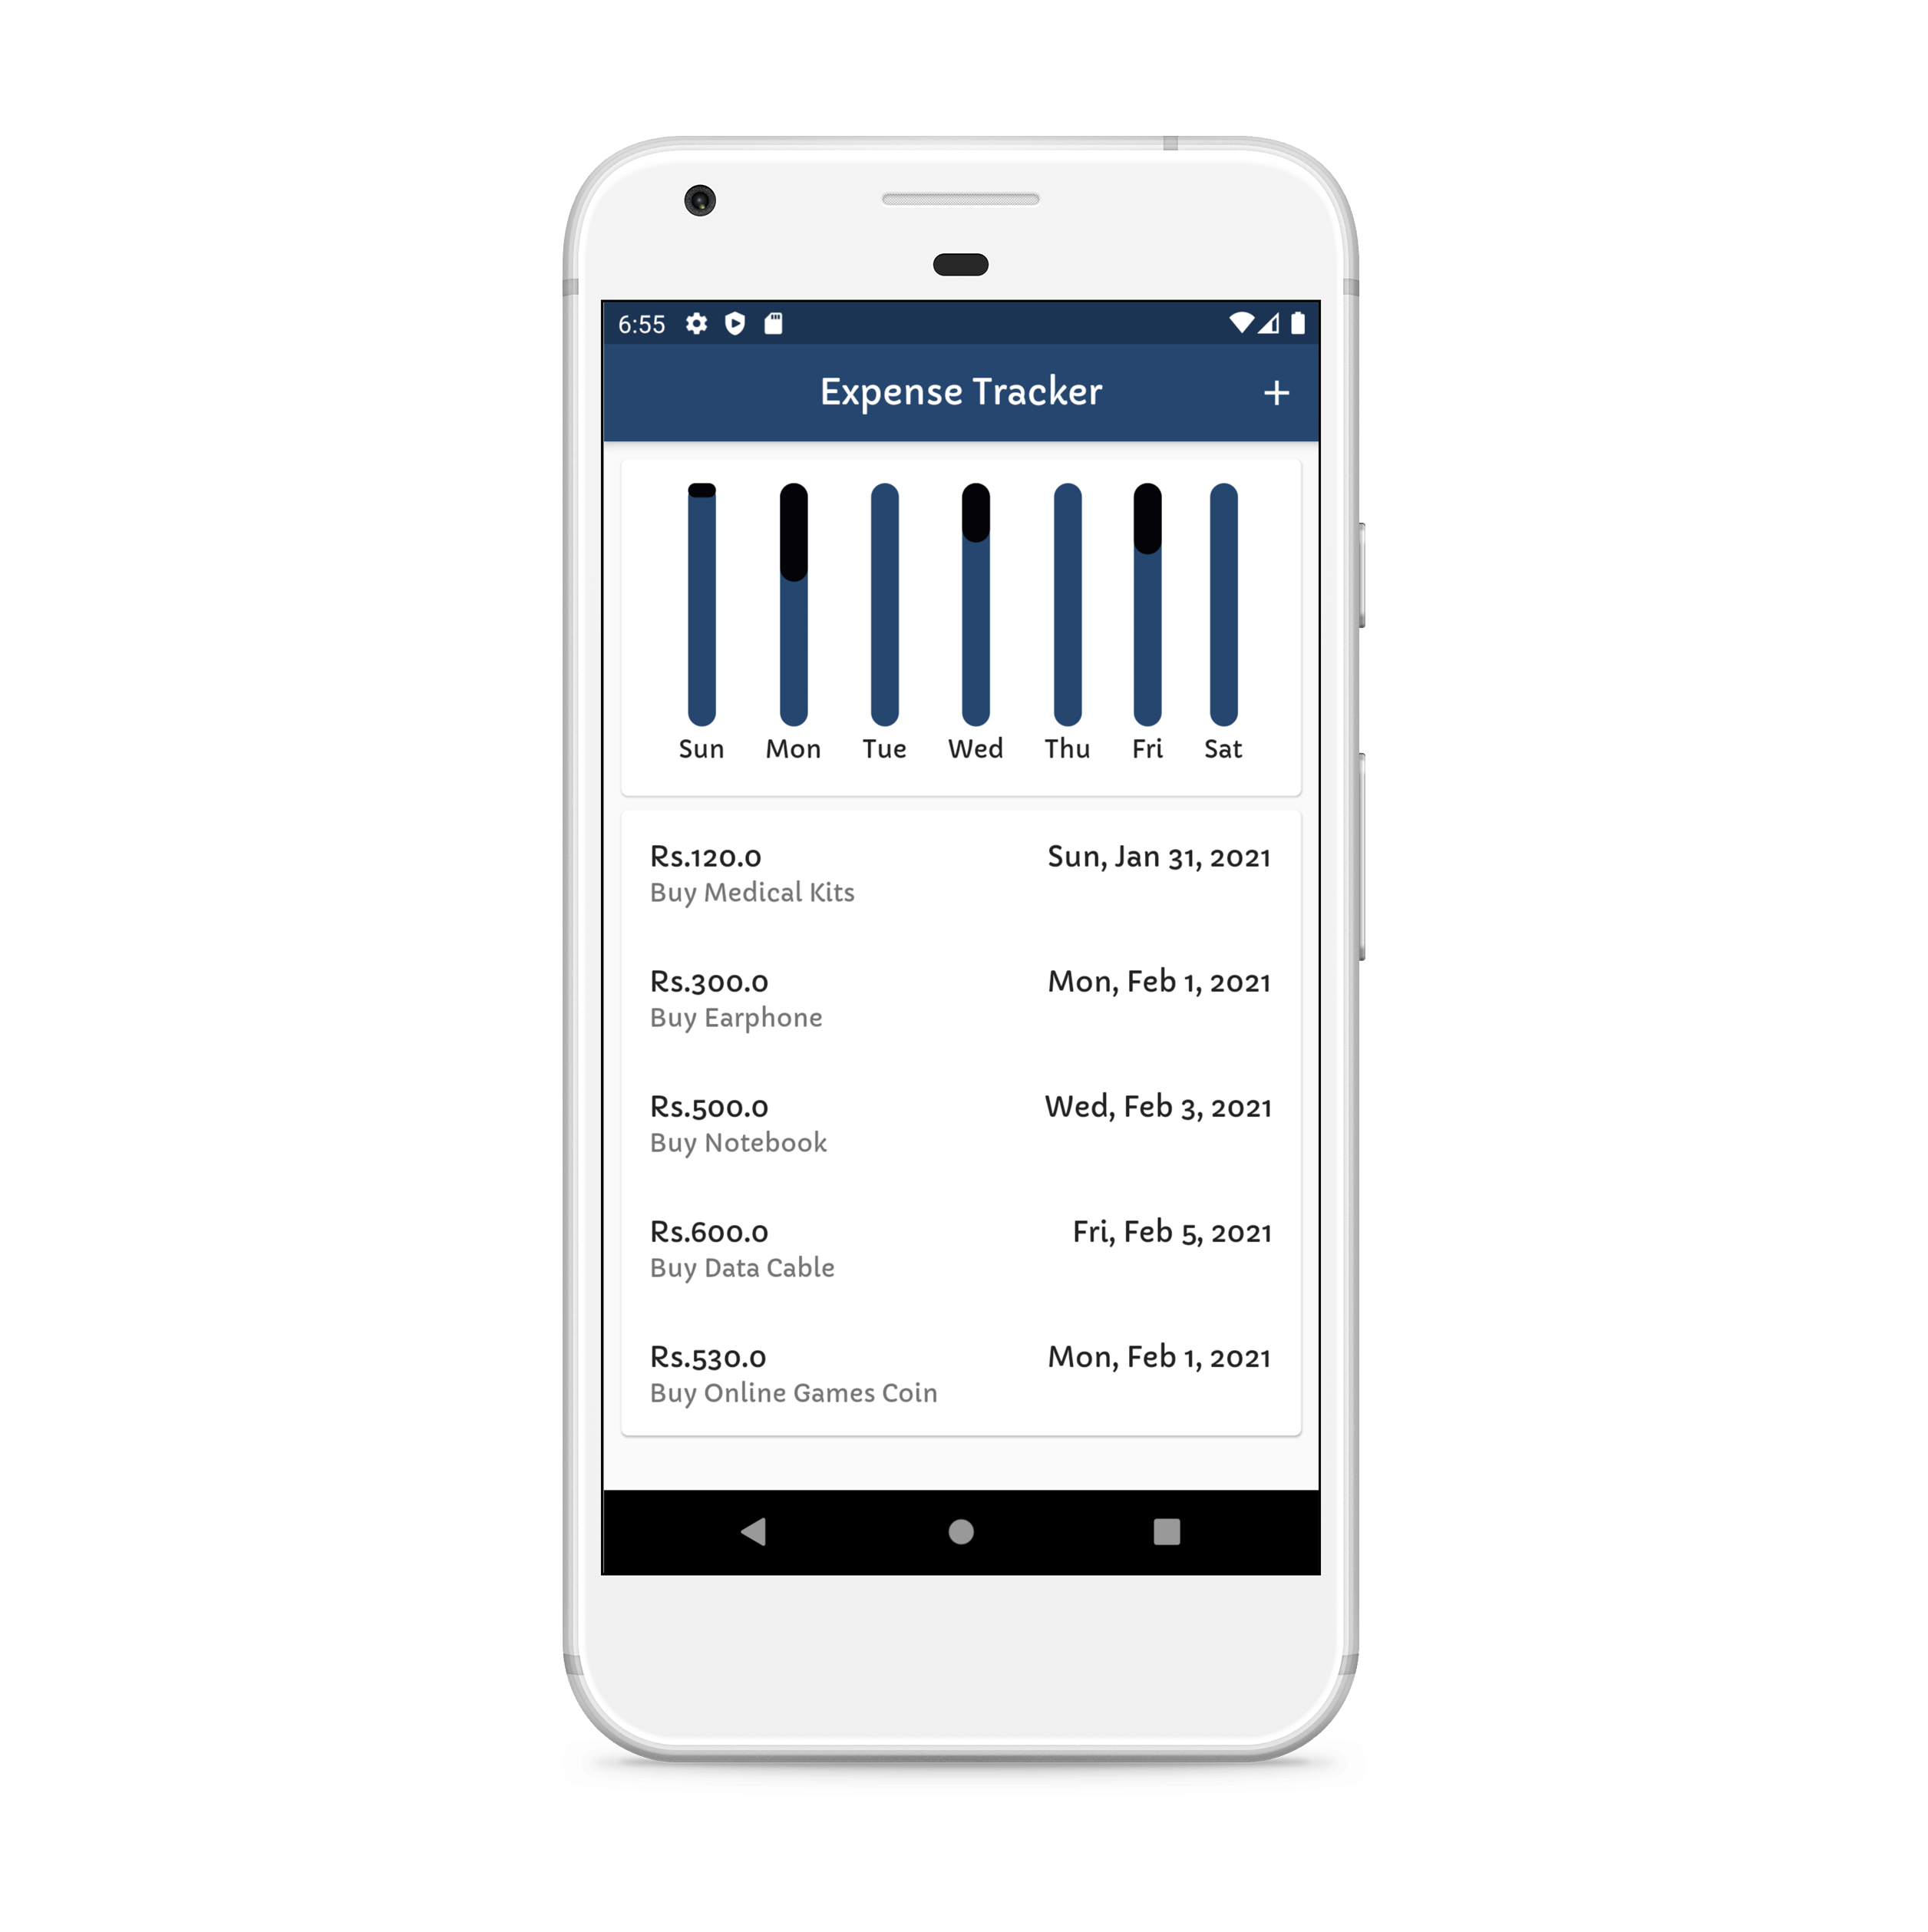 6:55
Expense Tracker +
Sun Mon Tue Wed Thu Fri Sat
Rs.120.0 Sun, Jan 31, 2021
Buy Medical Kits
Rs.300.0 Mon, Feb 1, 2021
Buy Earphone
Rs.500.0 Wed, Feb 3, 2021
Buy Notebook
Rs.600.0 Fri, Feb 5, 2021
Buy Data Cable
Rs.530.0 Mon, Feb 1, 2021
Buy Online Games Coin